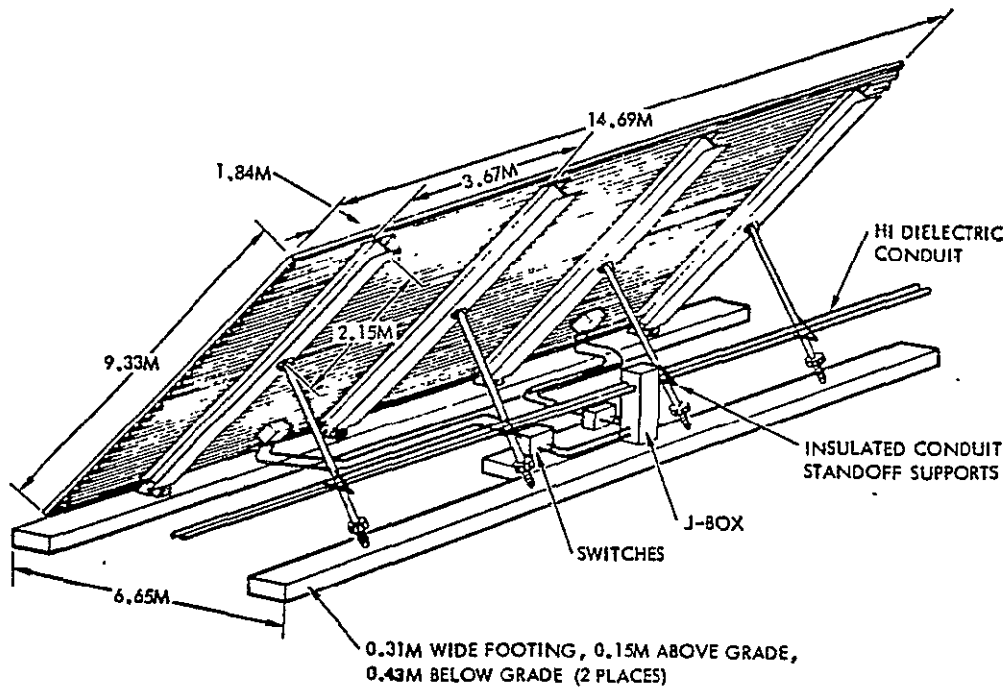 14.69M
1.84M
3.67M
HI DIELECTRIC
CONDUIT
2.15M
9.33M
INSULATED CONDUIT
STANDOFF SUPPORTS
J-BOX
SWITCHES
6.65M
0.31M WIDE FOOTING, 0.15M ABOVE GRADE,
0.43M BELOW GRADE (2 PLACES)